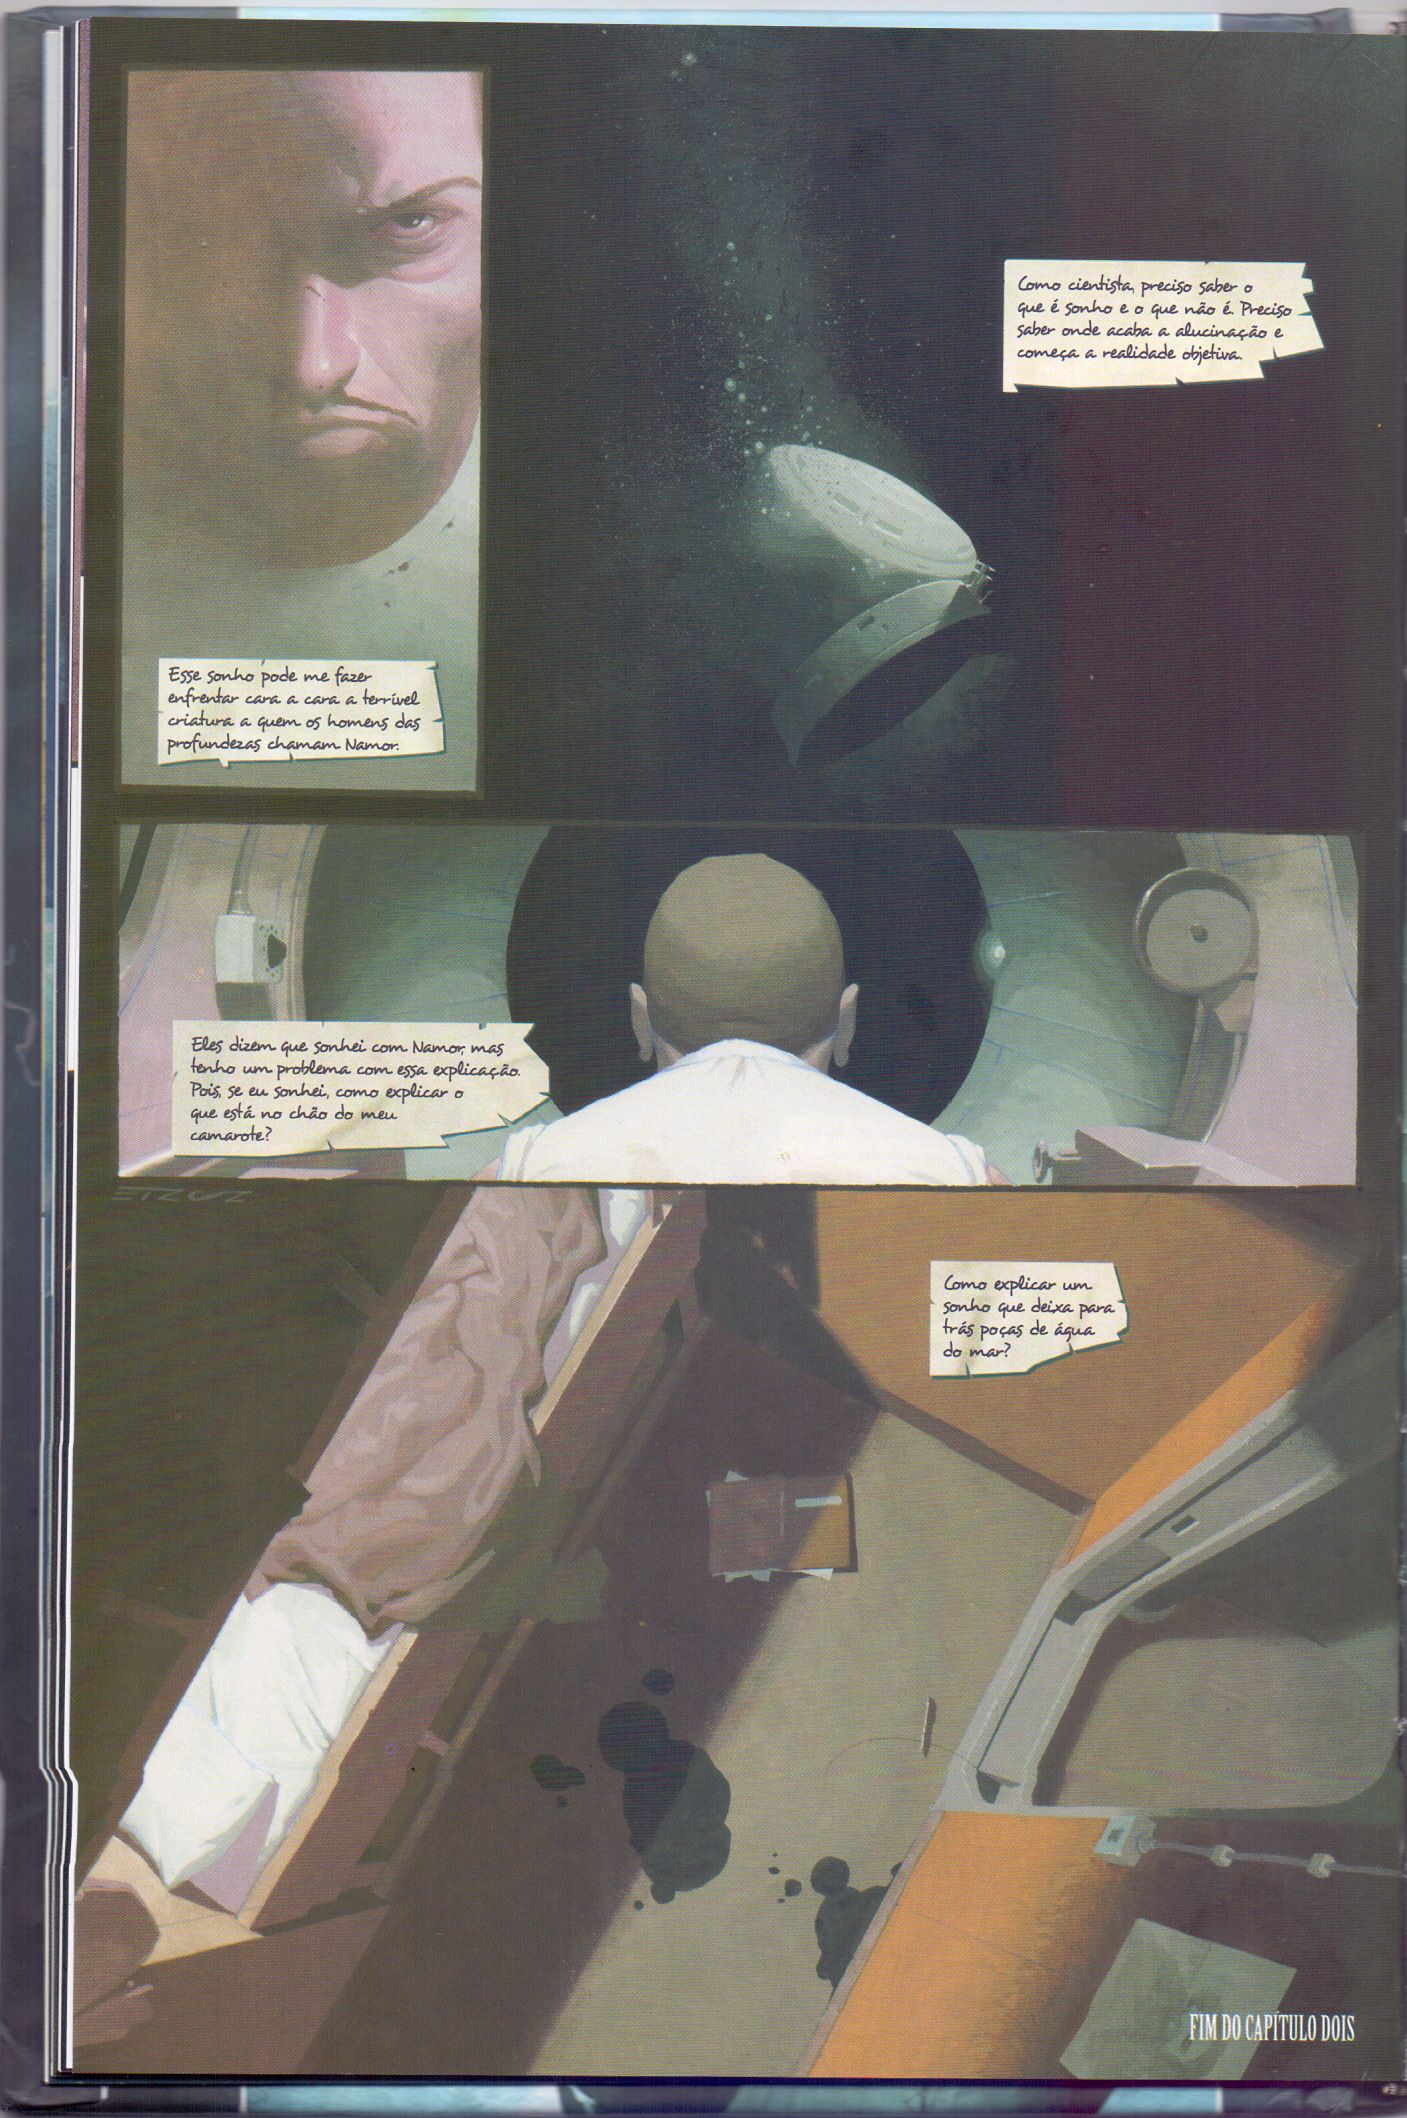 Como cientista, preciso saber o
que é sonho e o que não é. Preciso
saber onde acaba a alucinação e
começa a realidade objetiva.
Esse sonho pode me fazer
enfrentar cara a cara a terrível
criatura a quem os homens das
profundezas chamam Namor.
Eles dizem que sonhei com Namor, mas
tenho um problema com essa explicação.
Pois, se eu sonhei, como explicar o
que está no chão do meu
camarote?
Como explicar um
sonho que deixa para
trás poças de água
do mar?
FIM DO CAPÍTULO DOIS